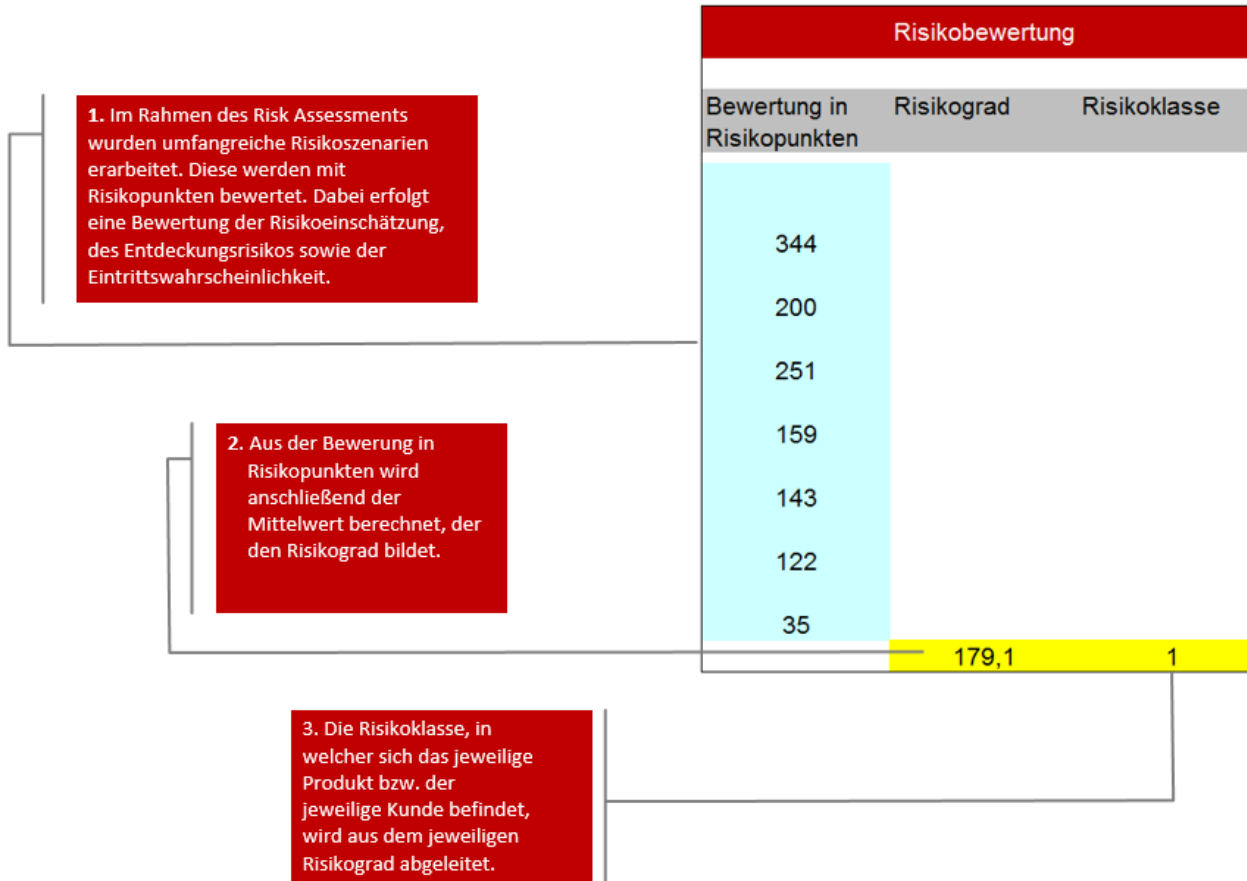 Risikobewertung
Bewertung in Risikopunkten
Risikograd
Risikoklasse
1. Im Rahmen des Risk Assessments
wurden umfangreiche Risikoszenarien
erarbeitet. Diese werden mit
Risikopunkten bewertet. Dabei erfolgt
eine Bewertung der Risikoeinschätzung,
des Entdeckungsrisikos sowie der
Eintrittswahrscheinlichkeit.
344
200
251
159
143
122
35
179,1
1
2. Aus der Bewerung in
Risikopunkten wird
anschließend der
Mittelwert berechnet, der
den Risikograd bildet.
3. Die Risikoklasse, in
welcher sich das jeweilige
Produkt bzw. der
jeweilige Kunde befindet,
wird aus dem jeweiligen
Risikograd abgeleitet.